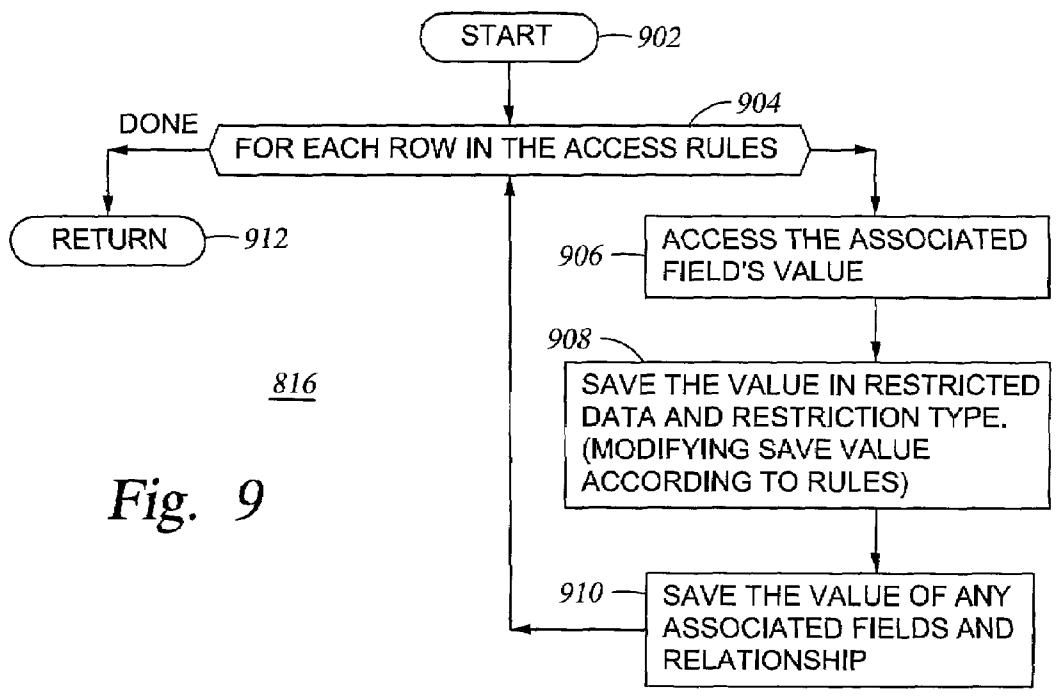 START
902
904
DONE
FOR EACH ROW IN THE ACCESS RULES
RETURN
912
906
ACCESS THE ASSOCIATED
FIELD'S VALUE
908
SAVE THE VALUE IN RESTRICTED
DATA AND RESTRICTION TYPE.
(MODIFYING SAVE VALUE
ACCORDING TO RULES)
816
Fig. 9
910
SAVE THE VALUE OF ANY
ASSOCIATED FIELDS AND
RELATIONSHIP